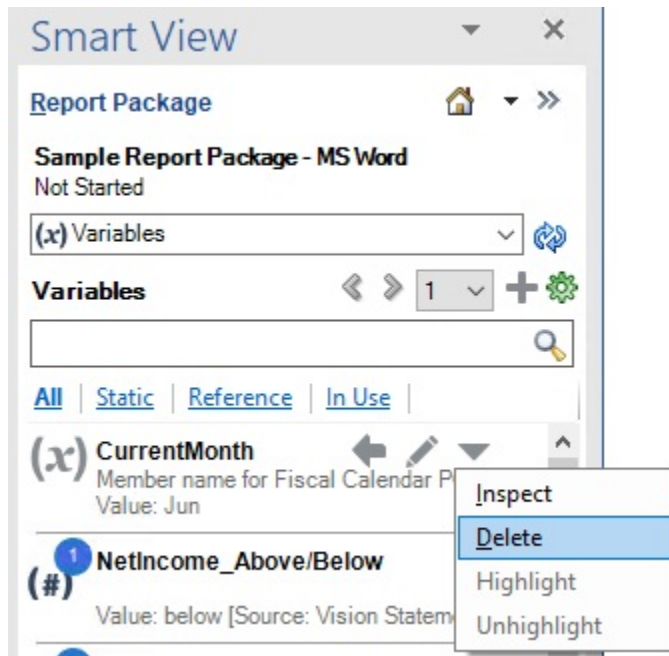 Smart View
Report Package
Sample Report Package - MS Word
Not Started
(x) Variables
Variables
1
All | Static | Reference | In Use |
(x) CurrentMonth
Member name for Fiscal Calendar P
Value: Jun
Inspect
Delete
Highlight
Unhighlight
1
(#) NetIncome_Above/Below
Value: below [Source: Vision Statem